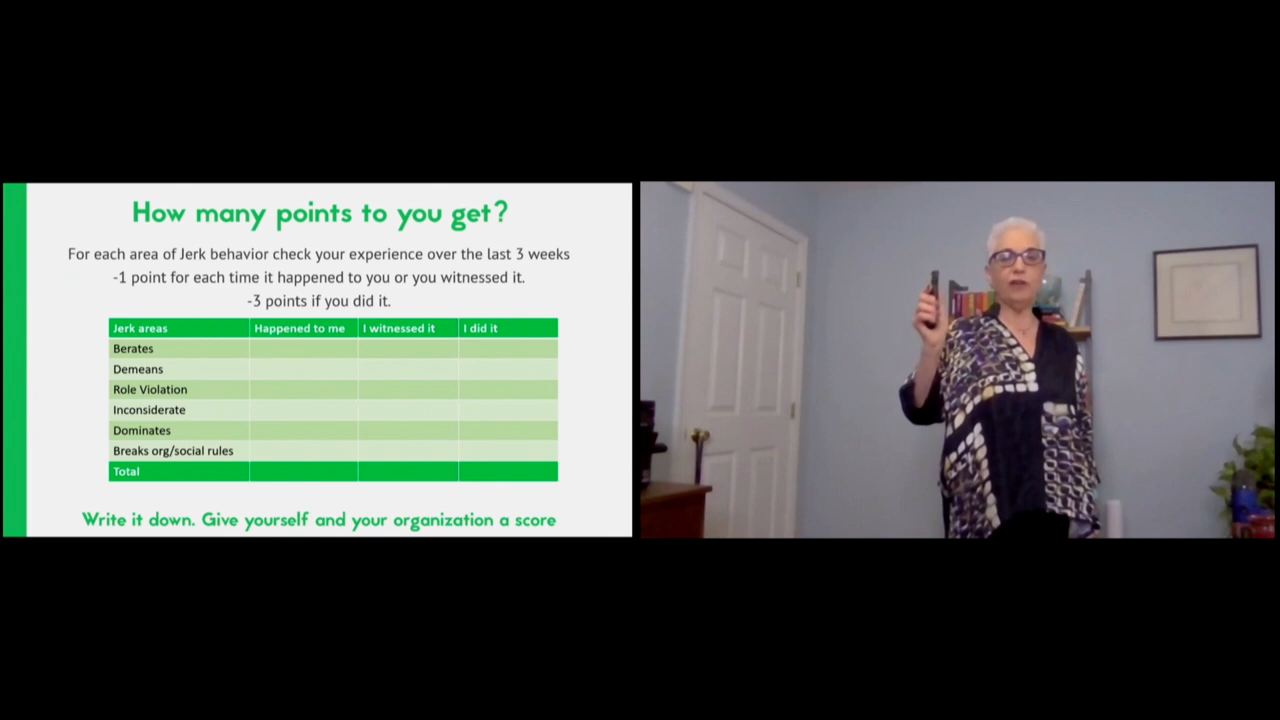 How many points to you get?
For each area of Jerk behavior check your experience over the last 3 weeks
-1 point for each time it happened to you or you witnessed it.
-3 points if you did it.
Jerk areas Happened to me I witnessed it I did it
Berates
Demeans
Role Violation
Inconsiderate
Dominates
Breaks org/social rules
Total
Write it down. Give yourself and your organization a score